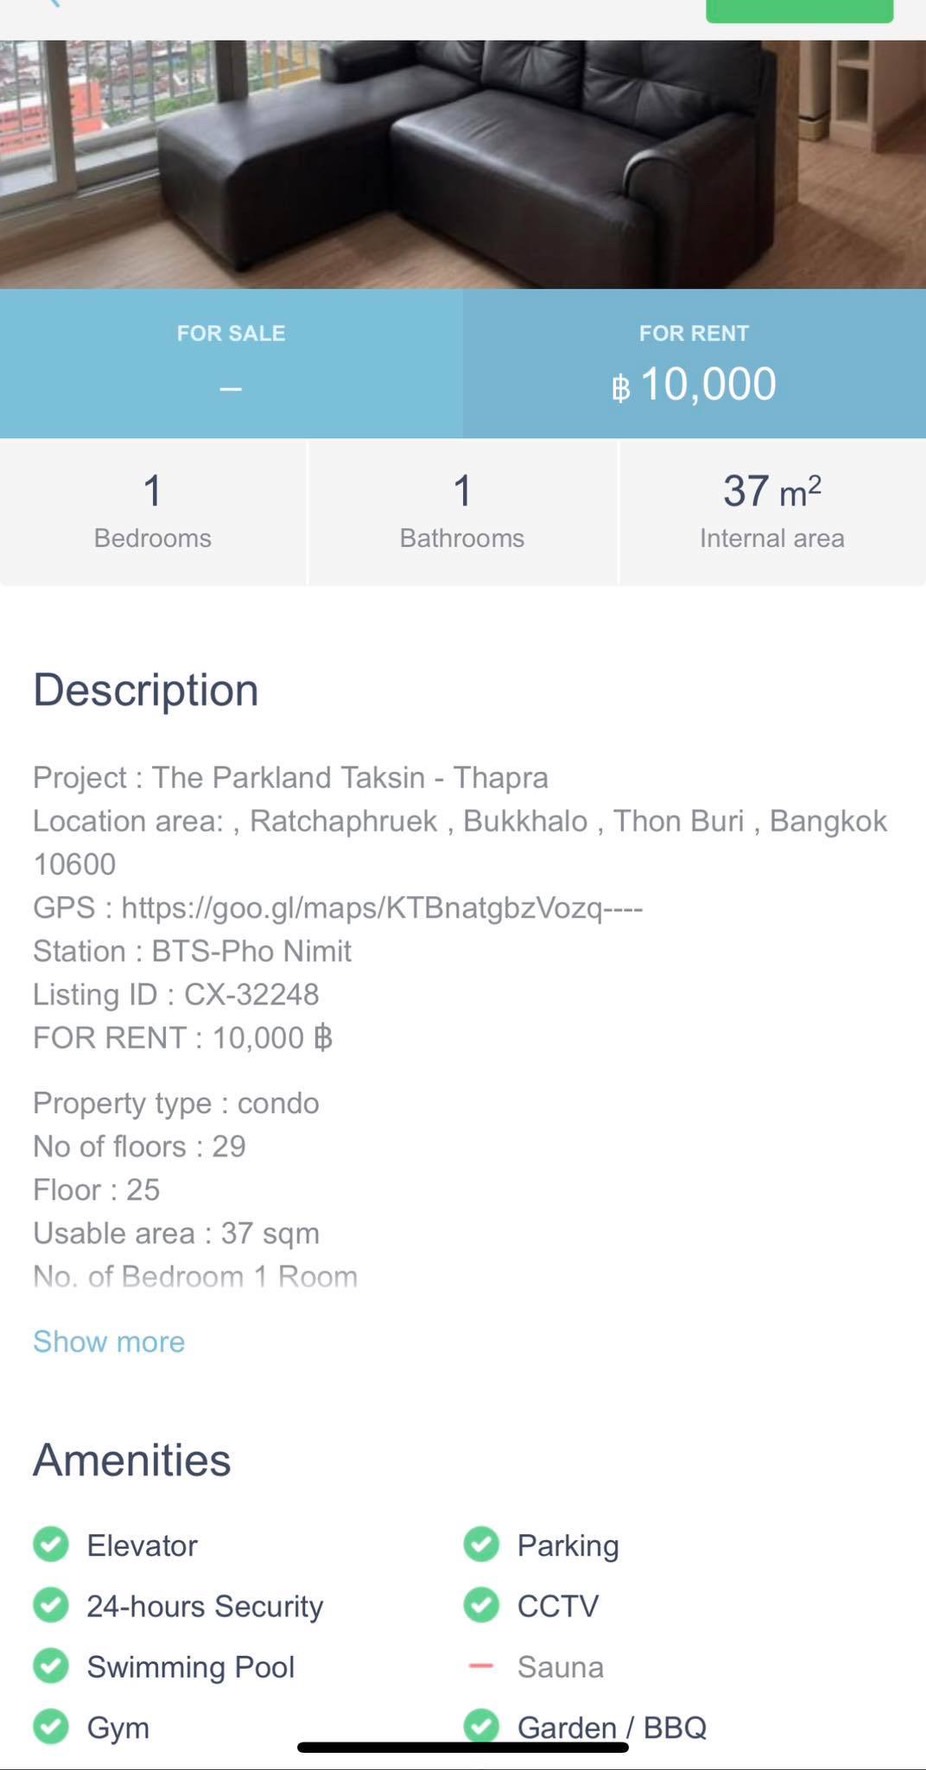 FOR SALE
–
FOR RENT
฿ 10,000
1
Bedrooms
1
Bathrooms
37 m²
Internal area
Description
Project : The Parkland Taksin - Thapra
Location area: , Ratchaphruek , Bukkhalo , Thon Buri , Bangkok
10600
GPS : https://goo.gl/maps/KTBnatgbzVozq----
Station : BTS-Pho Nimit
Listing ID : CX-32248
FOR RENT : 10,000 ฿
Property type : condo
No of floors : 29
Floor : 25
Usable area : 37 sqm
No. of Bedroom 1 Room
Show more
Amenities
Elevator
Parking
24-hours Security
CCTV
Swimming Pool
Sauna
Gym
Garden / BBQ